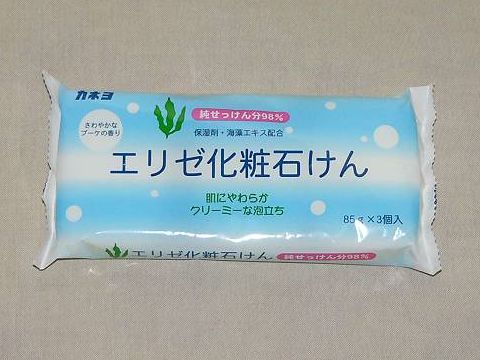 カネヨ
さわやかな
ブーケの香り
純せっけん分98%
保湿剤・海藻エキス配合
エリゼ化粧石けん
肌にやわらか
クリーミーな泡立ち
85g×3個入
エリゼ化粧石けん
純せっけん分98%